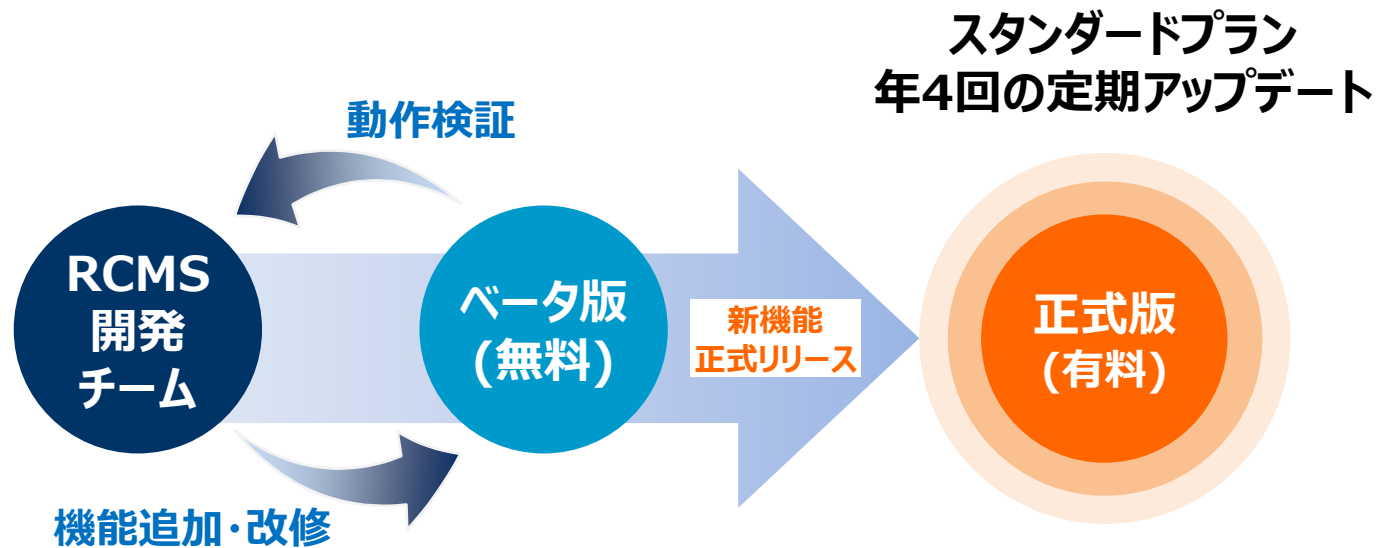 スタンダードプラン
年4回の定期アップデート
動作検証
RCMS
開発
チーム
ベータ版
(無料)
新機能
正式リリース
正式版
(有料)
機能追加・改修